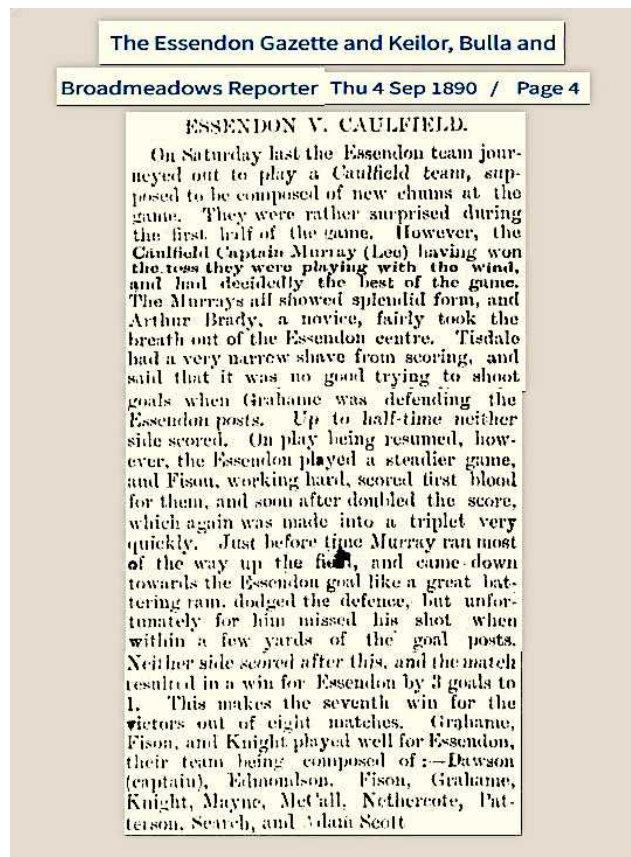 The Essendon Gazette and Keilor, Bulla and
Broadmeadows Reporter Thu 4 Sep 1890 / Page 4
ESSENDON V. CAULFIELD.
On Saturday last the Essendon team jour-
neyed out to play a Caulfield team, sup-
posed to be composed of new chums at the
game. They were rather surprised during
the first half of the game. However, the
Caulfield Captain Murray (Lee) having won
the toss they were playing with the wind,
and had decidedly the best of the game.
The Murrays all showed splendid form, and
Arthur Brady, a novice, fairly took the
breath out of the Essendon centre. Tisdale
had a very narrow shave from scoring, and
said that it was no good trying to shoot
goals when Grahame was defending the
Essendon posts. Up to half-time neither
side scored. On play being resumed, how-
ever, the Essendon played a steadier game,
and Fison, working hard, scored first blood
for them, and soon after doubled the score,
which again was made into a triplet very
quickly. Just before time Murray ran most
of the way up the field, and came down
towards the Essendon goal like a great bat-
tering ram, dodged the defence, but unfor-
tunately for him missed his shot when
within a few yards of the goal posts.
Neither side scored after this, and the match
resulted in a win for Essendon by 3 goals to
1. This makes the seventh win for the
victors out of eight matches. Grahame,
Fison, and Knight played well for Essendon,
their team being composed of :—Dawson
(captain), Edmondson, Fison, Grahame,
Knight, Mayne, McCall, Nethercote, Pat-
terson, Search, and Adam Scott